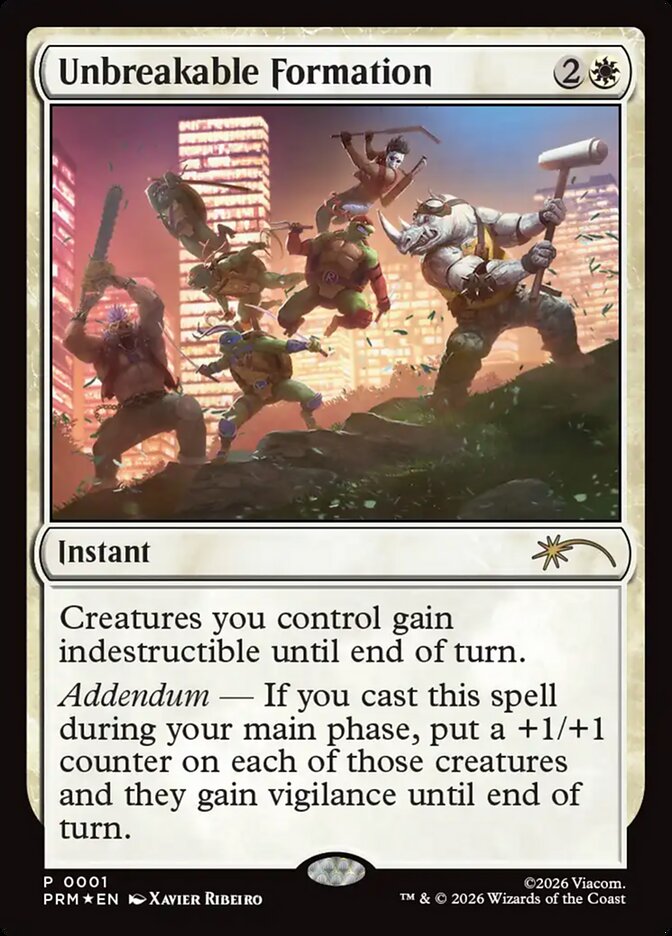 Unbreakable Formation 2
Instant
Creatures you control gain
indestructible until end of turn.
Addendum — If you cast this spell
during your main phase, put a +1/+1
counter on each of those creatures
and they gain vigilance until end of
turn.
P 0001
PRM★EN Xavier Ribeiro
©2026 Viacom.
™ & © 2026 Wizards of the Coast